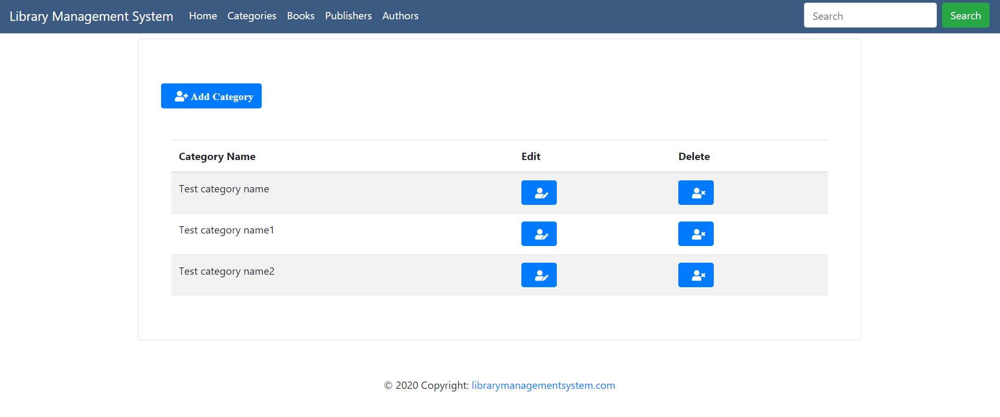 Library Management System Home Categories Books Publishers Authors Search Search
Add Category
Category Name Edit Delete
Test category name
Test category name1
Test category name2
© 2020 Copyright: librarymanagementsystem.com